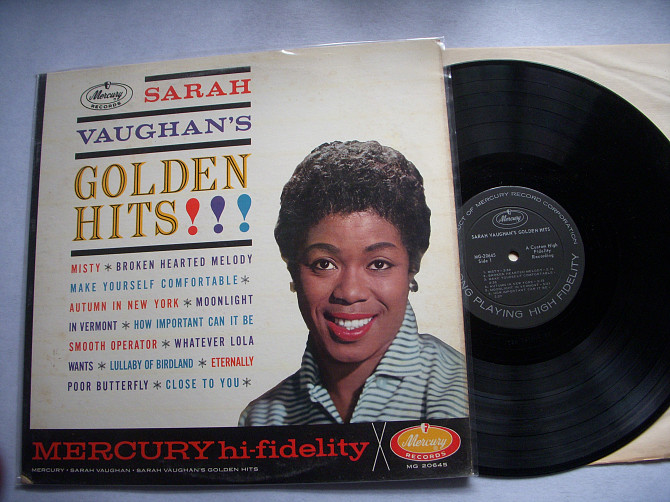 Mercury
RECORDS
SARAH
VAUGHAN'S
GOLDEN
HITS!!!
MISTY * BROKEN HEARTED MELODY
MAKE YOURSELF COMFORTABLE *
AUTUMN IN NEW YORK * MOONLIGHT
IN VERMONT * HOW IMPORTANT CAN IT BE
SMOOTH OPERATOR * WHATEVER LOLA
WANTS * LULLABY OF BIRDLAND * ETERNALLY
POOR BUTTERFLY * CLOSE TO YOU *
MERCURY hi-fidelity
Mercury
RECORDS
MG 20645
MERCURY • SARAH VAUGHAN • SARAH VAUGHAN'S GOLDEN HITS
CT OF MERCURY RECORD CORPORATION
Mercury
SARAH VAUGHAN'S GOLDEN HITS
MG-20645
Side 1
A Custom High
Fidelity
Recording
NG PLAYING HIGH FIDELITY